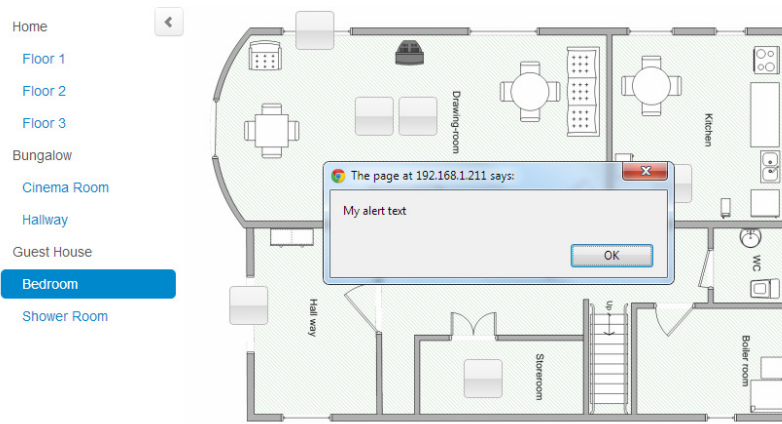 Home
Floor 1
Floor 2
Floor 3
Bungalow
Cinema Room
Hallway
Guest House
Bedroom
Shower Room
Drawing-room
Kitchen
The page at 192.168.1.211 says:
My alert text
OK
Hall way
Up
WC
Storeroom
Boiler room